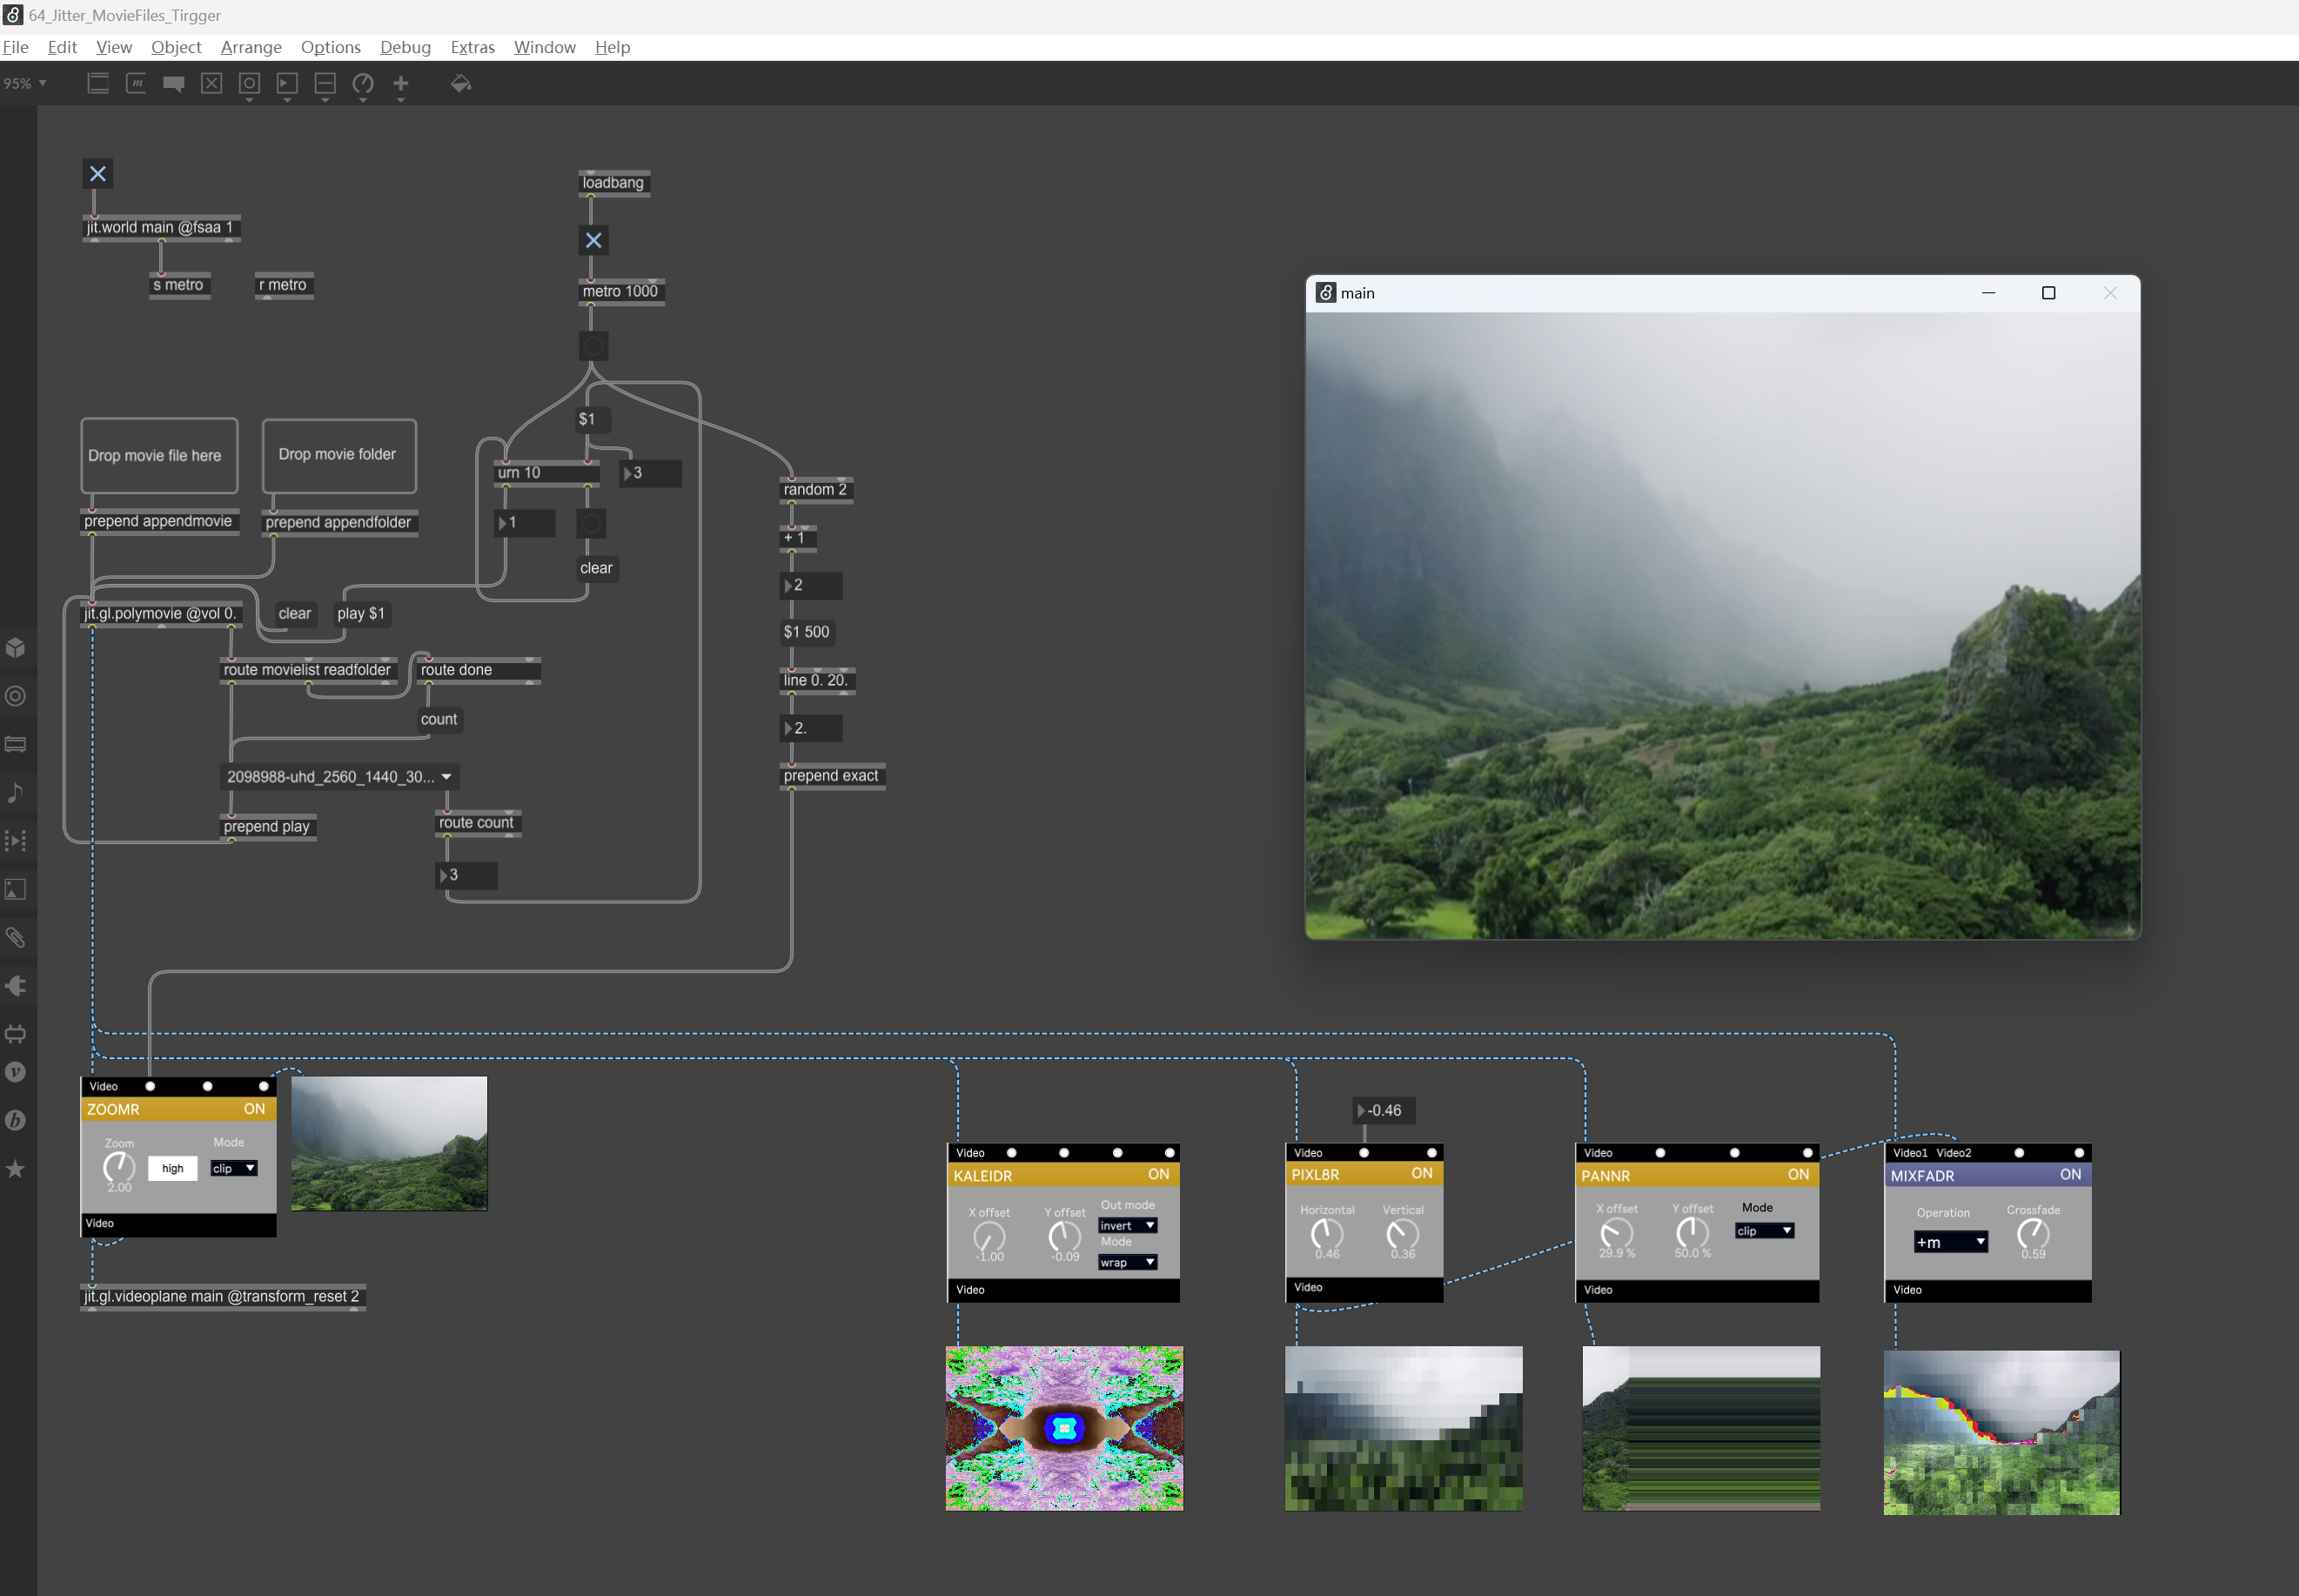 64_Jitter_MovieFiles_Tirgger
File Edit View Object Arrange Options Debug Extras Window Help
95%
loadbang
jit.world main @fsaa 1
s metro
r metro
metro 1000
main
$1
Drop movie file here
Drop movie folder
urn 10
3
random 2
prepend appendmovie
prepend appendfolder
1
+ 1
clear
2
jit.gl.polymovie @vol 0.
clear
play $1
$1 500
route movielist readfolder
route done
line 0. 20.
count
2.
2098988-uhd_2560_1440_30...
prepend exact
prepend play
route count
3
Video
ZOOMR ON
Zoom
Mode
high
clip
2.00
Video
jit.gl.videoplane main @transform_reset 2
Video
KALEIDR ON
X offset
Y offset
Out mode
invert
Mode
wrap
-1.00
-0.09
Video
-0.46
Video
PIXL8R ON
Horizontal
Vertical
0.46
0.36
Video
Video
PANNR ON
X offset
Y offset
Mode
clip
29.9 %
50.0 %
Video
Video1 Video2
MIXFADR ON
Operation
Crossfade
+m
0.59
Video